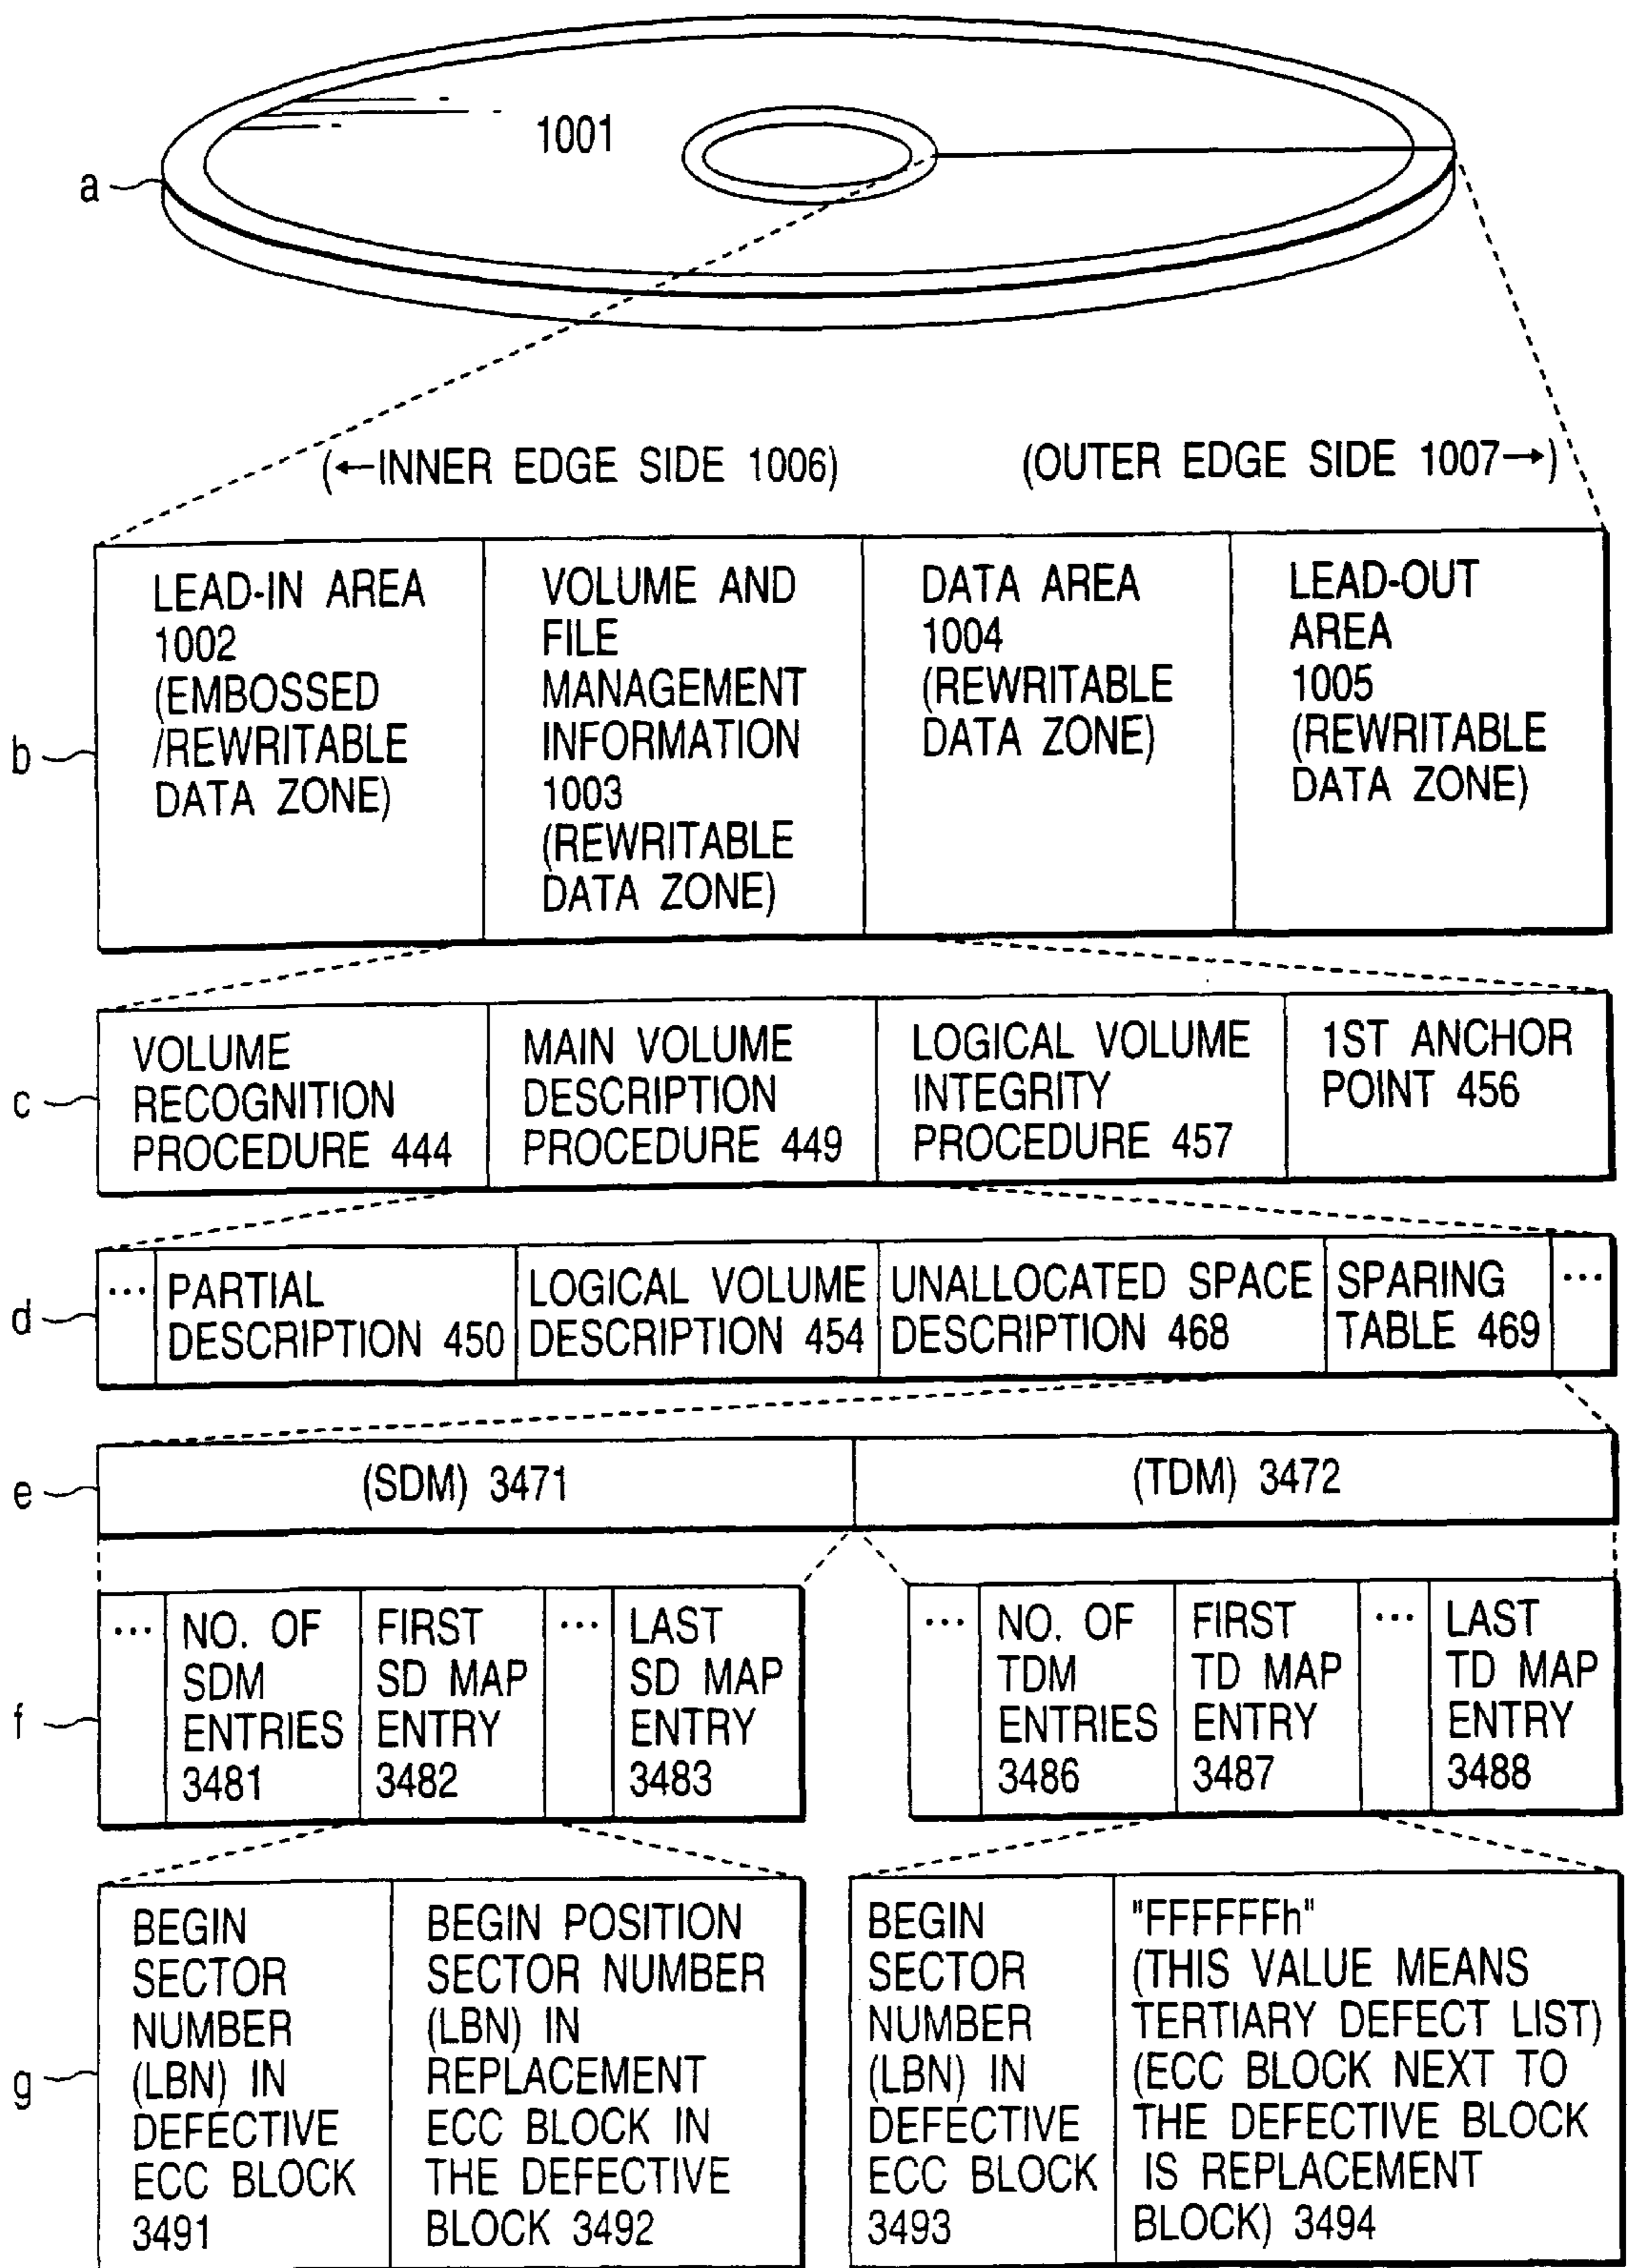 1001
a
(←INNER EDGE SIDE 1006)
(OUTER EDGE SIDE 1007→)
b
LEAD-IN AREA
1002
(EMBOSSED
/REWRITABLE
DATA ZONE)
VOLUME AND
FILE
MANAGEMENT
INFORMATION
1003
(REWRITABLE
DATA ZONE)
DATA AREA
1004
(REWRITABLE
DATA ZONE)
LEAD-OUT
AREA
1005
(REWRITABLE
DATA ZONE)
c
VOLUME
RECOGNITION
PROCEDURE 444
MAIN VOLUME
DESCRIPTION
PROCEDURE 449
LOGICAL VOLUME
INTEGRITY
PROCEDURE 457
1ST ANCHOR
POINT 456
d
...
PARTIAL
DESCRIPTION 450
LOGICAL VOLUME
DESCRIPTION 454
UNALLOCATED SPACE
DESCRIPTION 468
SPARING
TABLE 469
...
e
(SDM) 3471
(TDM) 3472
f
...
NO. OF
SDM
ENTRIES
3481
FIRST
SD MAP
ENTRY
3482
...
LAST
SD MAP
ENTRY
3483
...
NO. OF
TDM
ENTRIES
3486
FIRST
TD MAP
ENTRY
3487
...
LAST
TD MAP
ENTRY
3488
g
BEGIN
SECTOR
NUMBER
(LBN) IN
DEFECTIVE
ECC BLOCK
3491
BEGIN POSITION
SECTOR NUMBER
(LBN) IN
REPLACEMENT
ECC BLOCK IN
THE DEFECTIVE
BLOCK 3492
BEGIN
SECTOR
NUMBER
(LBN) IN
DEFECTIVE
ECC BLOCK
3493
"FFFFFFh"
(THIS VALUE MEANS
TERTIARY DEFECT LIST)
(ECC BLOCK NEXT TO
THE DEFECTIVE BLOCK
IS REPLACEMENT
BLOCK) 3494